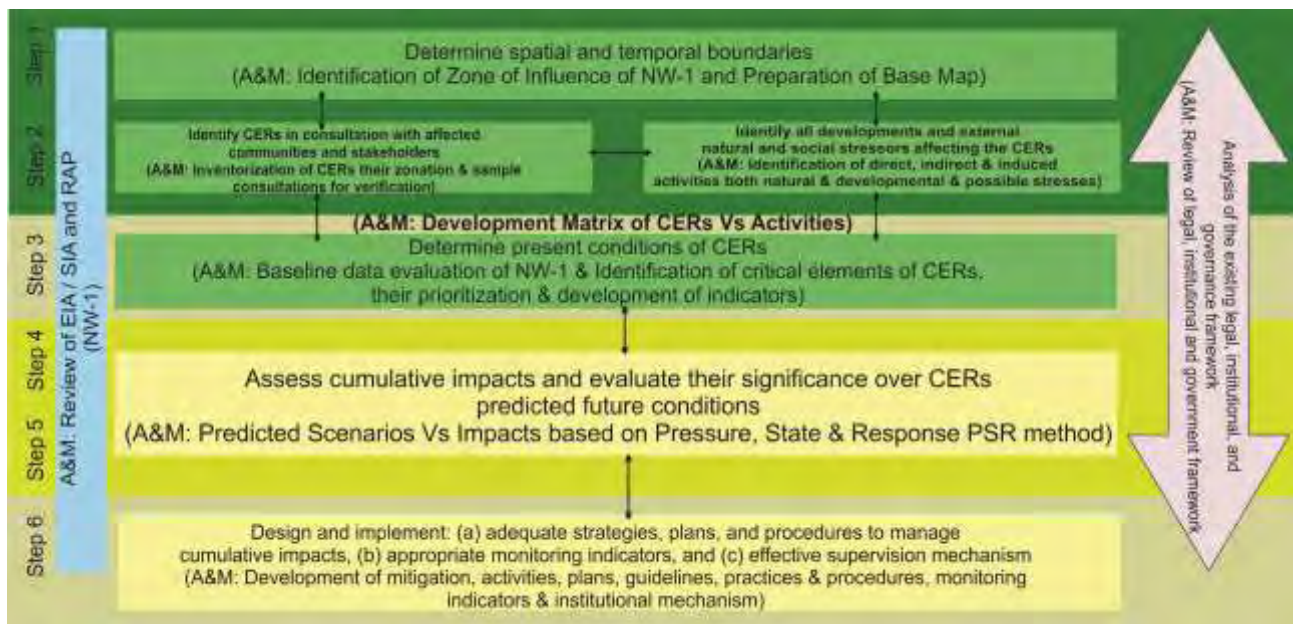 Step 1
Step 2
Step 3
Step 4
Step 5
Step 6
A&M: Review of EIA / SIA and RAP
(NW-1)
Determine spatial and temporal boundaries
(A&M: Identification of Zone of Influence of NW-1 and Preparation of Base Map)
Identify CERs in consultation with affected
communities and stakeholders
(A&M: Inventorization of CERs their zonation & sample
consultations for verification)
Identify all developments and external
natural and social streseors affecting the CERs
(A&M: Identification of direct, indirect & induced
activities both natural & developmental & possible stresses)
(A&M: Development Matrix of CERs Vs Activities)
Determine present conditions of CERs
(A&M: Baseline data evaluation of NW-1 & Identification of critical elements of CERs,
their prioritization & development of indicators)
Assess cumulative impacts and evaluate their significance over CERs
predicted future conditions
(A&M: Predicted Scenarios Vs Impacts based on Pressure, State & Response PSR method)
Design and implement: (a) adequate strategies, plans, and procedures to manage
cumulative impacts, (b) appropriate monitoring indicators, and (c) effective supervision mechanism
(A&M: Development of mitigation, activities, plans, guidelines, practices & procedures, monitoring
indicators & institutional mechanism)
Analysis of the existing legal, institutional, and
governance framework
(A&M: Review of legal, institutional and government framework